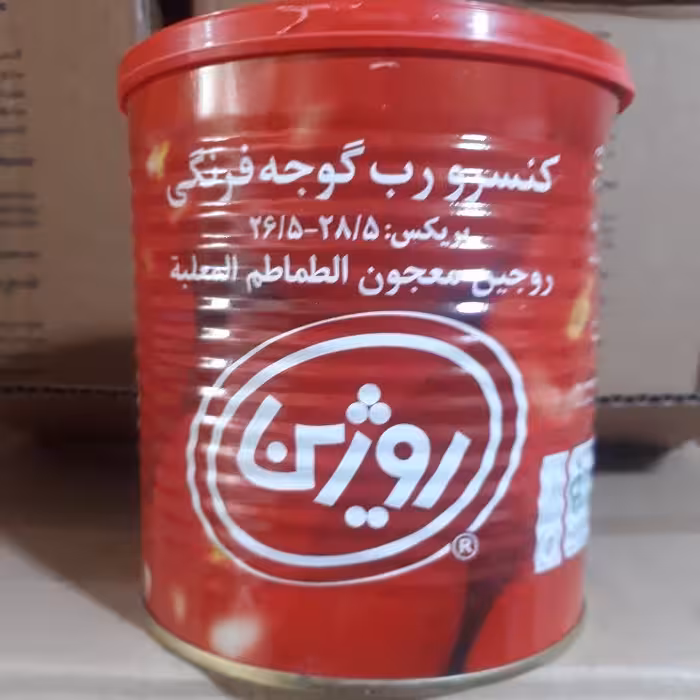 کنسرو رب گوجه فرنگی
بریکس: ۲۸/۵-۲۶/۵
روجین معجون الطماطم المعلبة
روژین
®